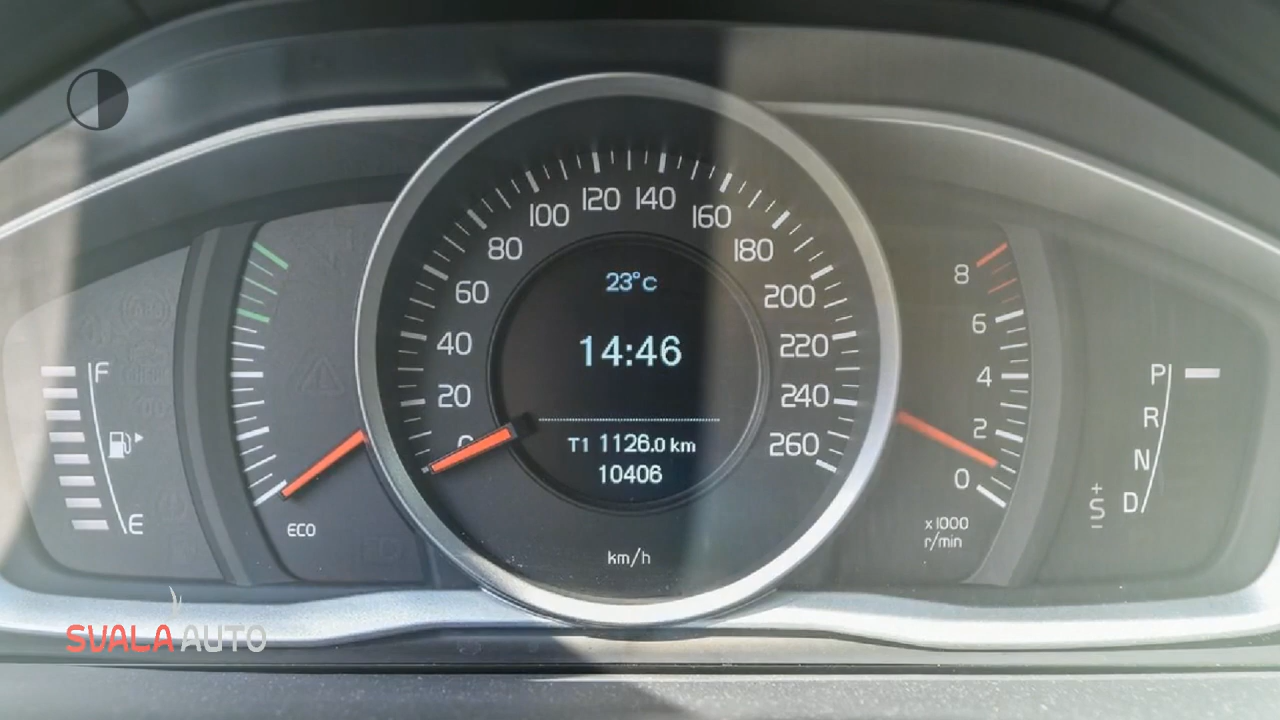 23°c
14:46
T1 1126.0 km
10406
20
40
60
80
100
120
140
160
180
200
220
240
260
km/h
F
E
ECO
8
6
4
2
0
x1000
r/min
P
R
N
D
+
S
−
SVALA AUTO